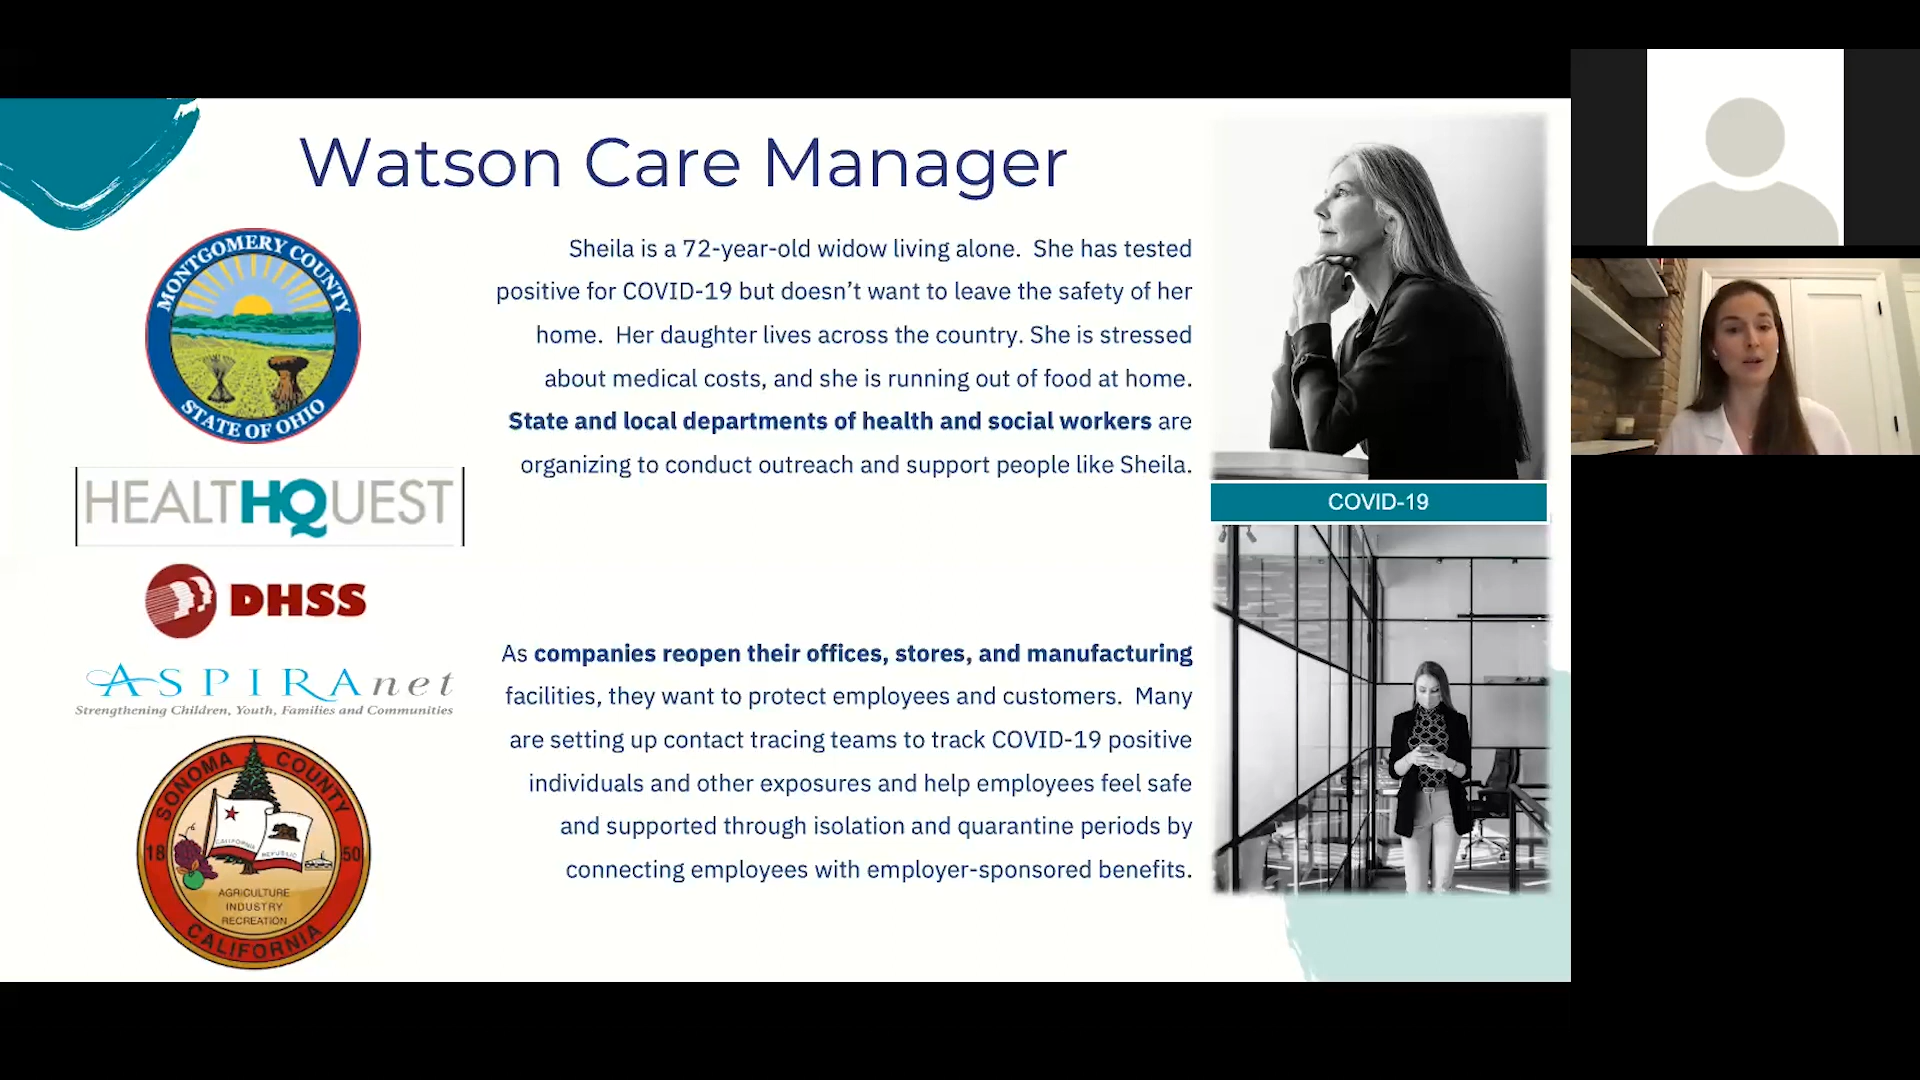 Watson Care Manager
MONTGOMERY COUNTY
STATE OF OHIO
HEALTHQUEST
DHSS
ASPIRAnet
Strengthening Children, Youth, Families and Communities
SONOMA COUNTY
CALIFORNIA REPUBLIC
18 50
AGRICULTURE
INDUSTRY
RECREATION
CALIFORNIA
Sheila is a 72-year-old widow living alone.  She has tested
positive for COVID-19 but doesn’t want to leave the safety of her
home.  Her daughter lives across the country. She is stressed
about medical costs, and she is running out of food at home.
State and local departments of health and social workers are
organizing to conduct outreach and support people like Sheila.
As companies reopen their offices, stores, and manufacturing
facilities, they want to protect employees and customers.  Many
are setting up contact tracing teams to track COVID-19 positive
individuals and other exposures and help employees feel safe
and supported through isolation and quarantine periods by
connecting employees with employer-sponsored benefits.
COVID-19